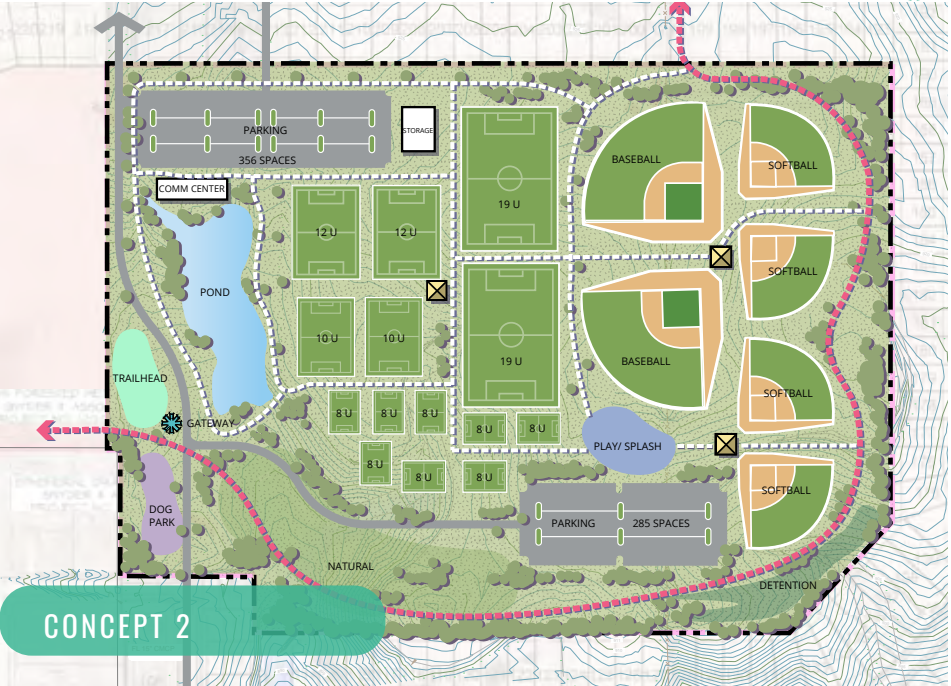 PARKING
356 SPACES
STORAGE
COMM CENTER
BASEBALL
SOFTBALL
19 U
12 U
12 U
SOFTBALL
POND
10 U
10 U
19 U
BASEBALL
TRAILHEAD
SOFTBALL
8 U
8 U
8 U
GATEWAY
8 U
8 U
PLAY/ SPLASH
8 U
8 U
8 U
SOFTBALL
DOG
PARK
PARKING
285 SPACES
NATURAL
DETENTION
CONCEPT 2